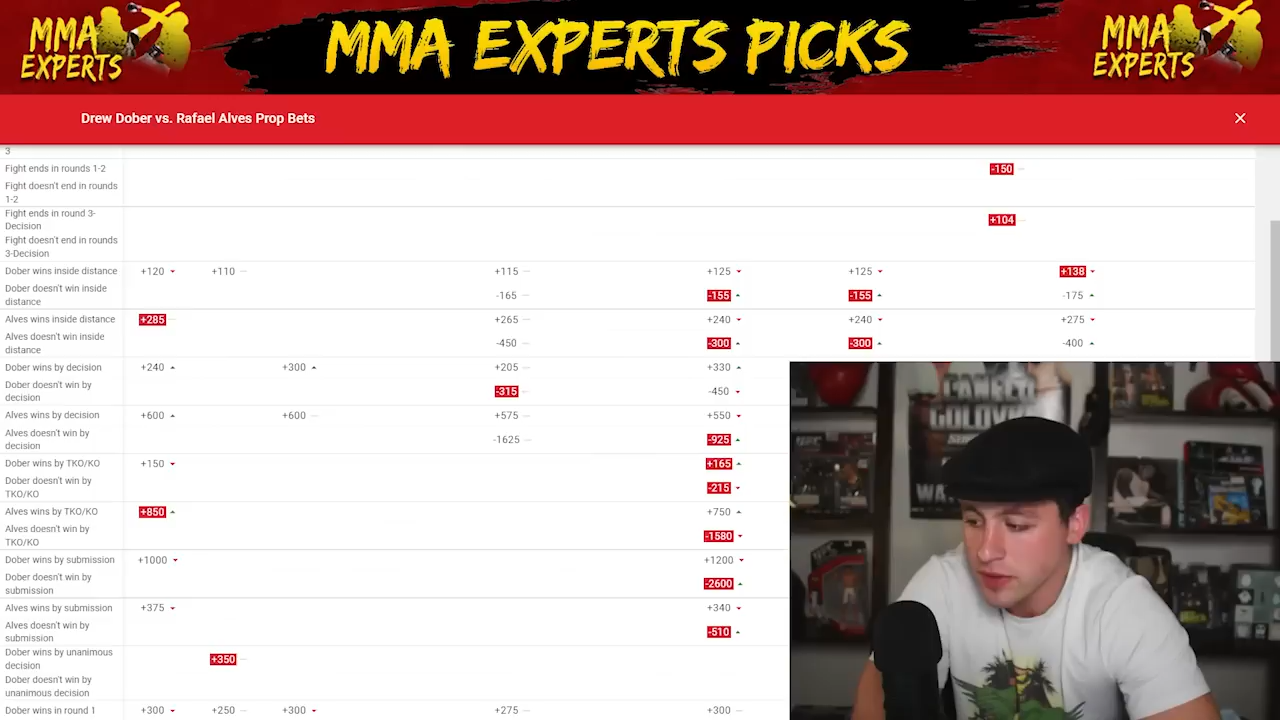 MMA
EXPERTS
MMA EXPERTS PICKS
MMA
EXPERTS
Drew Dober vs. Rafael Alves Prop Bets
3
Fight ends in rounds 1-2 -150
Fight doesn't end in rounds
1-2
Fight ends in round 3-
Decision +104
Fight doesn't end in rounds
3-Decision
Dober wins inside distance +120 +110 +115 +125 +125 +138
Dober doesn't win inside
distance -165 -155 -155 -175
Alves wins inside distance +285 +265 +240 +240 +275
Alves doesn't win inside
distance -450 -300 -300 -400
Dober wins by decision +240 +300 +205 +330
Dober doesn't win by
decision -315 -450
Alves wins by decision +600 +600 +575 +550
Alves doesn't win by
decision -1625 -925
Dober wins by TKO/KO +150 +165
Dober doesn't win by
TKO/KO -215
Alves wins by TKO/KO +850 +750
Alves doesn't win by
TKO/KO -1580
Dober wins by submission +1000 +1200
Dober doesn't win by
submission -2600
Alves wins by submission +375 +340
Alves doesn't win by
submission -510
Dober wins by unanimous
decision +350
Dober doesn't win by
unanimous decision
Dober wins in round 1 +300 +250 +300 +275 +300
CANELO
GOLOVKIN